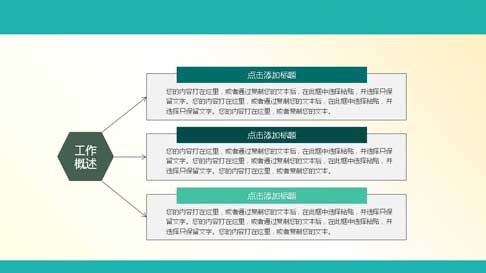 点击添加标题
您的内容打在这里，或者通过复制您的文本后，在此框中选择粘贴，并选择只保
留文字。您的内容打在这里，或者通过复制您的文本后，在此框中选择粘贴，并
选择只保留文字。您的内容打在这里，或者复制您的文本。
工作
概述
点击添加标题
您的内容打在这里，或者通过复制您的文本后，在此框中选择粘贴，并选择只保
留文字。您的内容打在这里，或者通过复制您的文本后，在此框中选择粘贴，并
选择只保留文字。您的内容打在这里，或者复制您的文本。
点击添加标题
您的内容打在这里，或者通过复制您的文本后，在此框中选择粘贴，并选择只保
留文字。您的内容打在这里，或者通过复制您的文本后，在此框中选择粘贴，并
选择只保留文字。您的内容打在这里，或者复制您的文本。